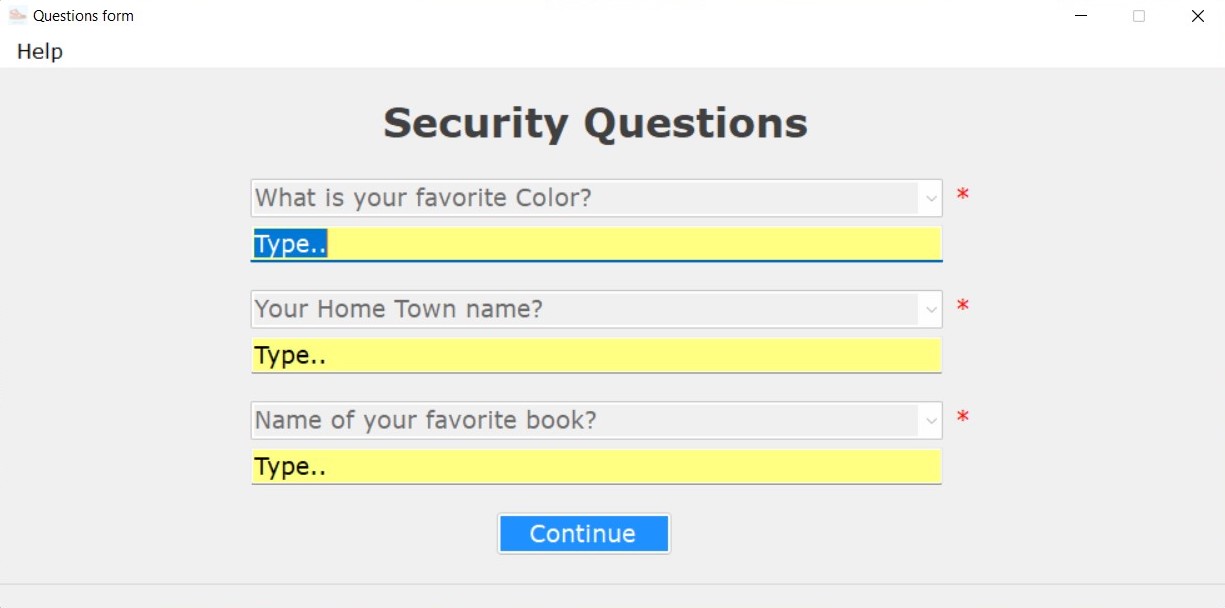 Questions form
Help
Security Questions
What is your favorite Color? *
Type..
Your Home Town name? *
Type..
Name of your favorite book? *
Type..
Continue